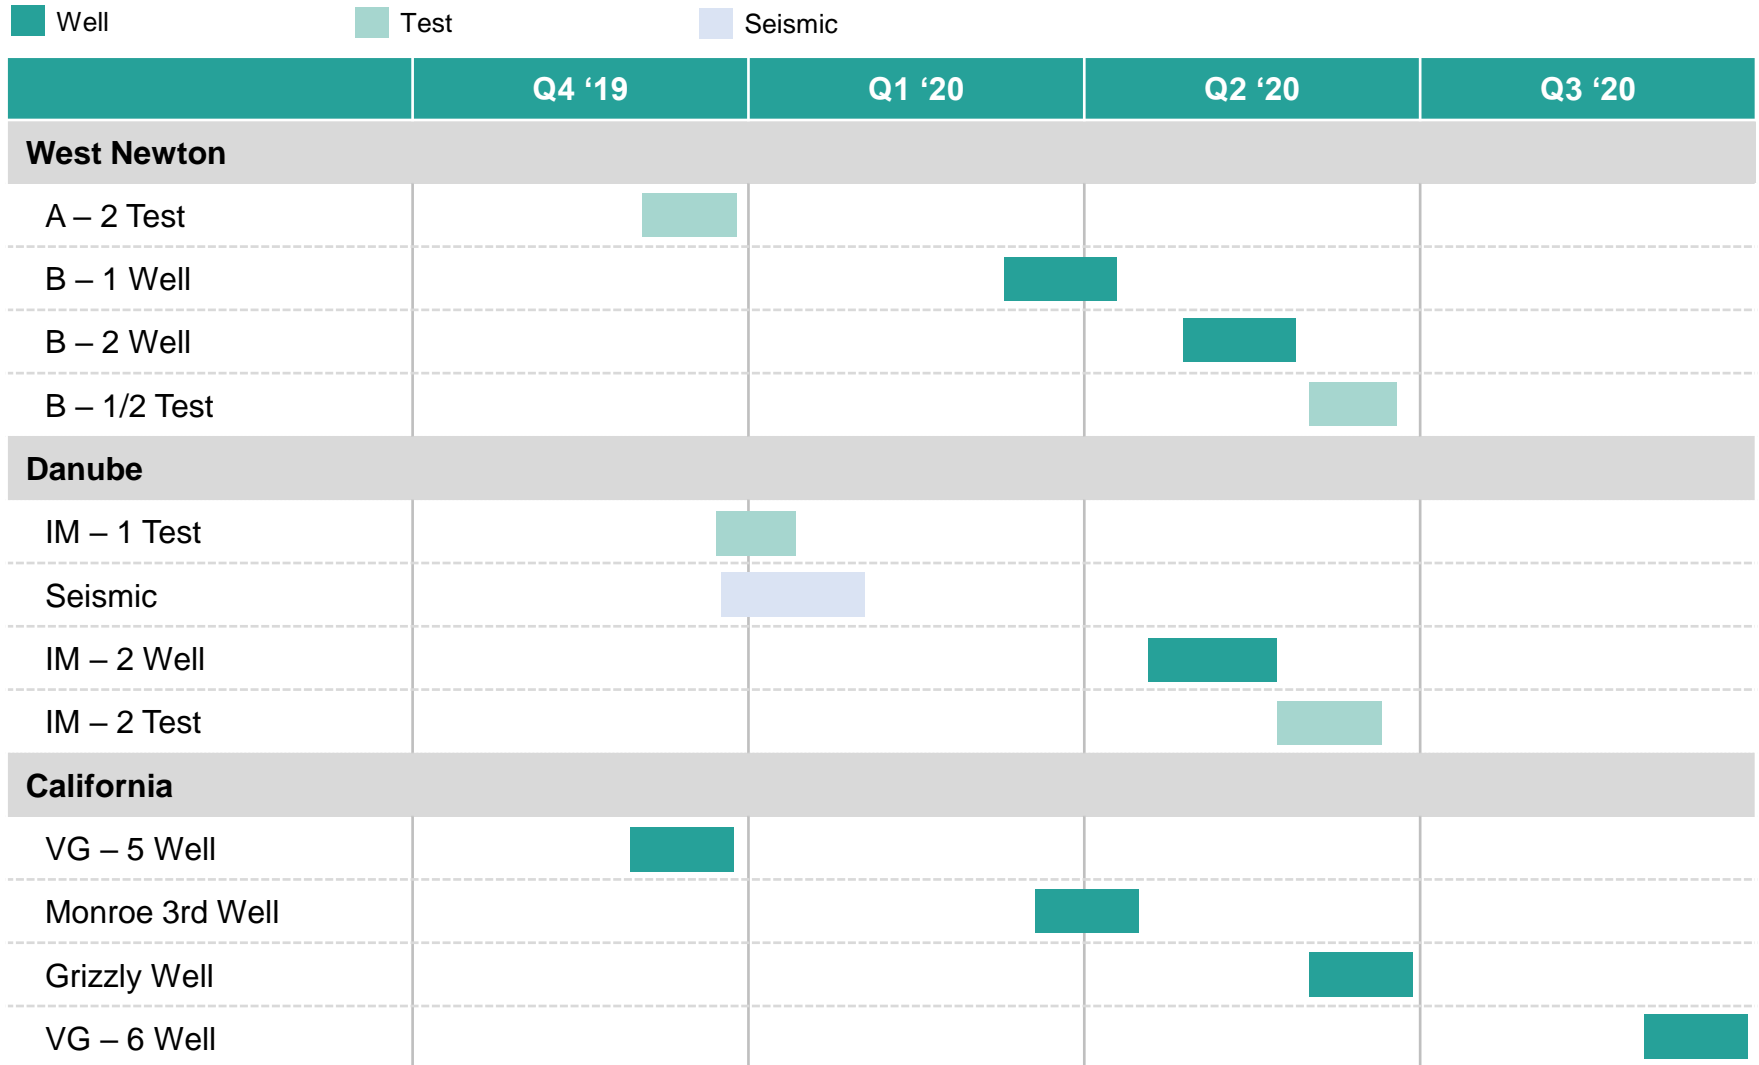 Well Test Seismic
Q4 ‘19 Q1 ‘20 Q2 ‘20 Q3 ‘20
West Newton
A – 2 Test
B – 1 Well
B – 2 Well
B – 1/2 Test
Danube
IM – 1 Test
Seismic
IM – 2 Well
IM – 2 Test
California
VG – 5 Well
Monroe 3rd Well
Grizzly Well
VG – 6 Well